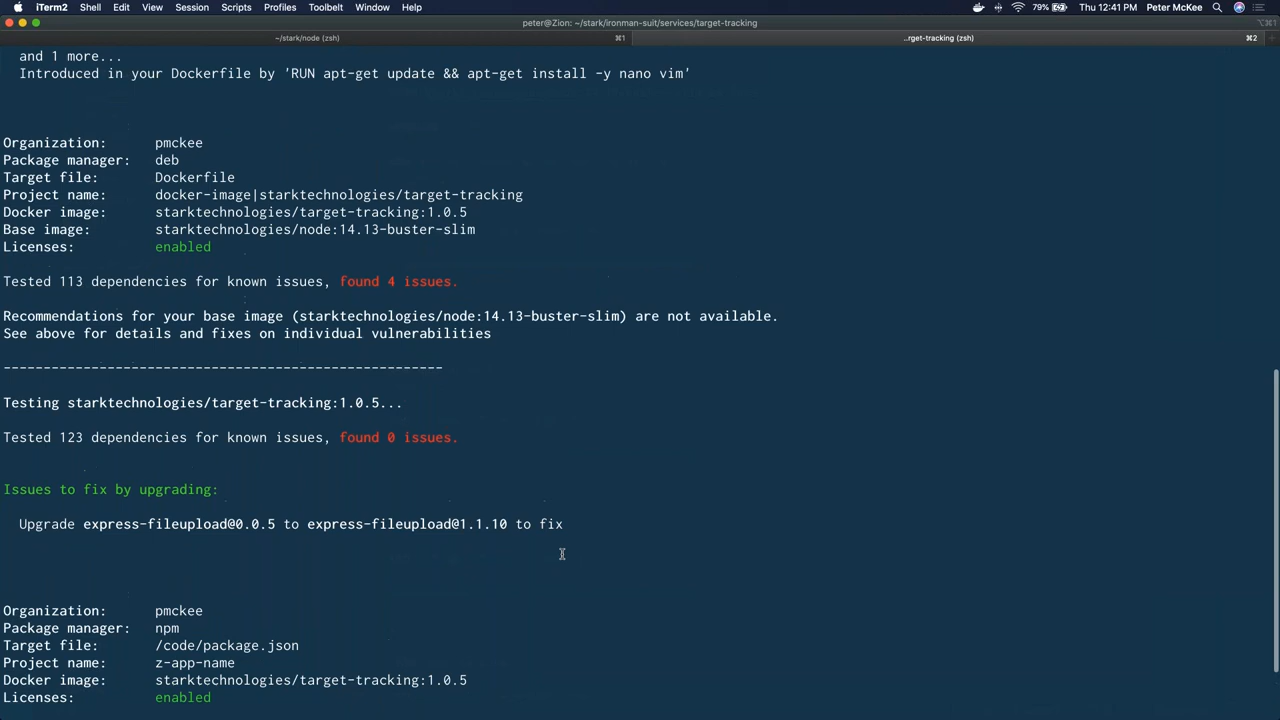 iTerm2 Shell Edit View Session Scripts Profiles Toolbelt Window Help 79% Thu 12:41 PM Peter McKee
peter@Zion: ~/stark/ironman-suit/services/target-tracking
~/stark/node (zsh) ⌘1 ..rget-tracking (zsh) ⌘2
and 1 more...
Introduced in your Dockerfile by 'RUN apt-get update && apt-get install -y nano vim'
Organization: pmckee
Package manager: deb
Target file: Dockerfile
Project name: docker-image|starktechnologies/target-tracking
Docker image: starktechnologies/target-tracking:1.0.5
Base image: starktechnologies/node:14.13-buster-slim
Licenses: enabled
Tested 113 dependencies for known issues, found 4 issues.
Recommendations for your base image (starktechnologies/node:14.13-buster-slim) are not available.
See above for details and fixes on individual vulnerabilities
-------------------------------------------------------
Testing starktechnologies/target-tracking:1.0.5...
Tested 123 dependencies for known issues, found 0 issues.
Issues to fix by upgrading:
Upgrade express-fileupload@0.0.5 to express-fileupload@1.1.10 to fix
Organization: pmckee
Package manager: npm
Target file: /code/package.json
Project name: z-app-name
Docker image: starktechnologies/target-tracking:1.0.5
Licenses: enabled